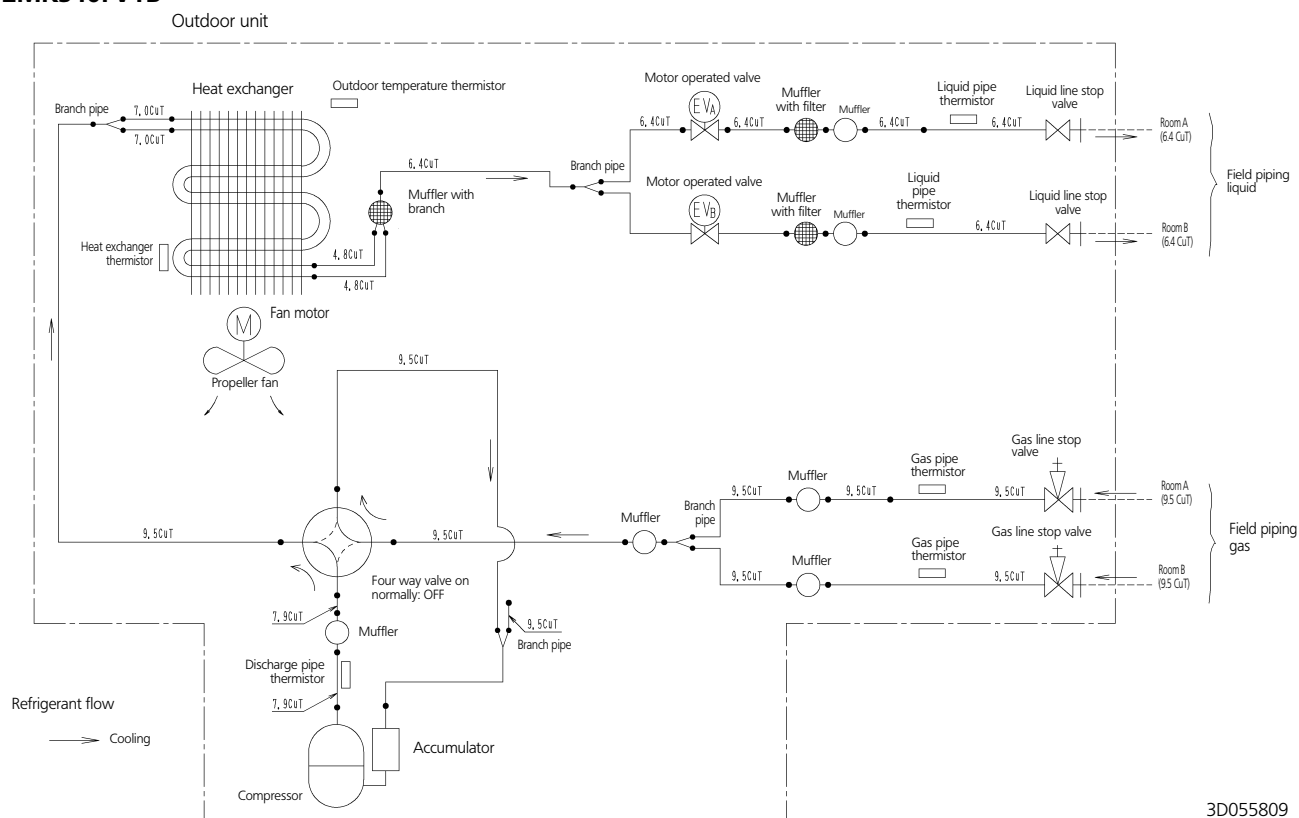 Outdoor unit
Heat exchanger
Outdoor temperature thermistor
Branch pipe
7.0CuT
7.0CuT
Heat exchanger
thermistor
4.8CuT
4.8CuT
Muffler with
branch
6.4CuT
Branch pipe
Motor operated valve
EVA
6.4CuT
6.4CuT
Muffler
with filter
Muffler
6.4CuT
Liquid pipe
thermistor
6.4CuT
Liquid line stop
valve
Room A
(6.4 CuT)
Motor operated valve
EVB
Muffler
with filter
Muffler
Liquid
pipe
thermistor
6.4CuT
Liquid line stop
valve
Room B
(6.4 CuT)
Field piping
liquid
M
Fan motor
Propeller fan
9.5CuT
9.5CuT
9.5CuT
Four way valve on
normally: OFF
Muffler
Branch
pipe
9.5CuT
Muffler
9.5CuT
Gas pipe
thermistor
9.5CuT
Gas line stop
valve
Room A
(9.5 CuT)
9.5CuT
Muffler
Gas pipe
thermistor
9.5CuT
Gas line stop valve
Room B
(9.5 CuT)
Field piping
gas
7.9CuT
Muffler
9.5CuT
Branch pipe
Discharge pipe
thermistor
7.9CuT
Accumulator
Compressor
Refrigerant flow
Cooling
3D055809